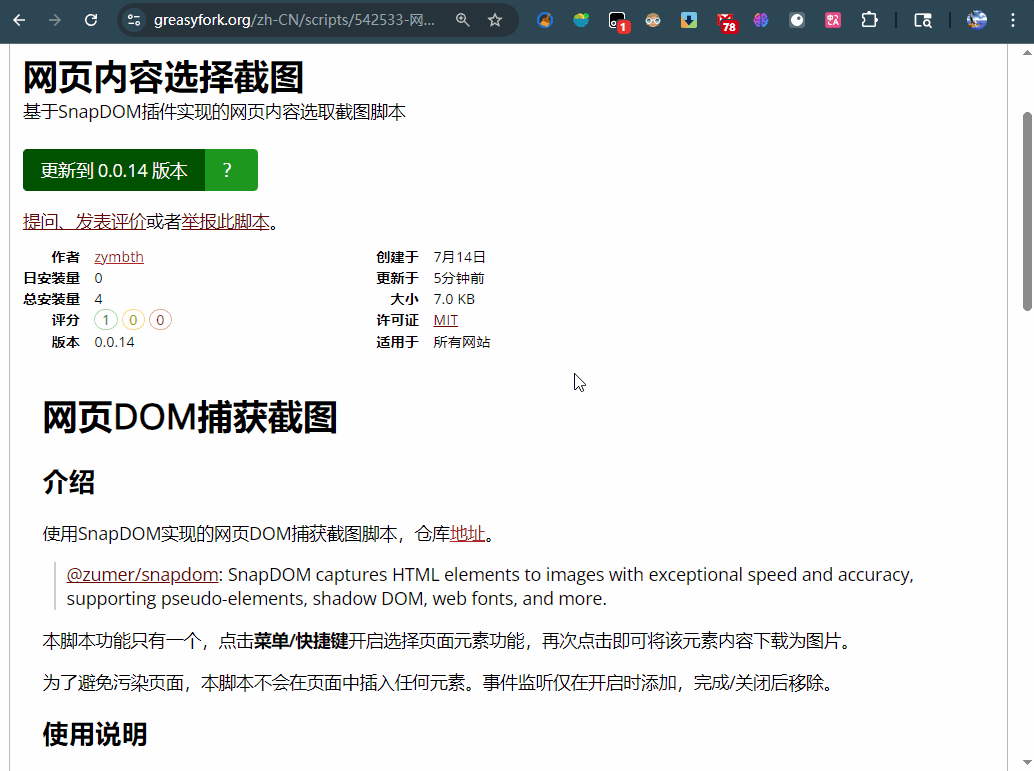 greasyfork.org/zh-CN/scripts/542533-网...
1
78
网页内容选择截图
基于SnapDOM插件实现的网页内容选取截图脚本
更新到 0.0.14 版本 ?
提问、发表评价或者举报此脚本。
作者 zymbth 创建于 7月14日
日安装量 0 更新于 5分钟前
总安装量 4 大小 7.0 KB
评分 1 0 0 许可证 MIT
版本 0.0.14 适用于 所有网站
网页DOM捕获截图
介绍
使用SnapDOM实现的网页DOM捕获截图脚本，仓库地址。
@zumer/snapdom: SnapDOM captures HTML elements to images with exceptional speed and accuracy,
supporting pseudo-elements, shadow DOM, web fonts, and more.
本脚本功能只有一个，点击菜单/快捷键开启选择页面元素功能，再次点击即可将该元素内容下载为图片。
为了避免污染页面，本脚本不会在页面中插入任何元素。事件监听仅在开启时添加，完成/关闭后移除。
使用说明